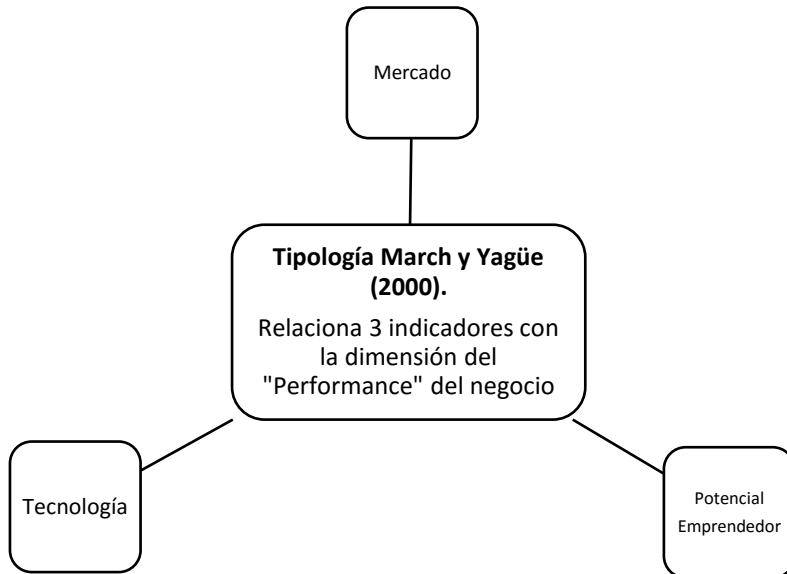 Mercado
Tipología March y Yagüe
(2000).
Relaciona 3 indicadores con
la dimensión del
"Performance" del negocio
Tecnología
Potencial
Emprendedor